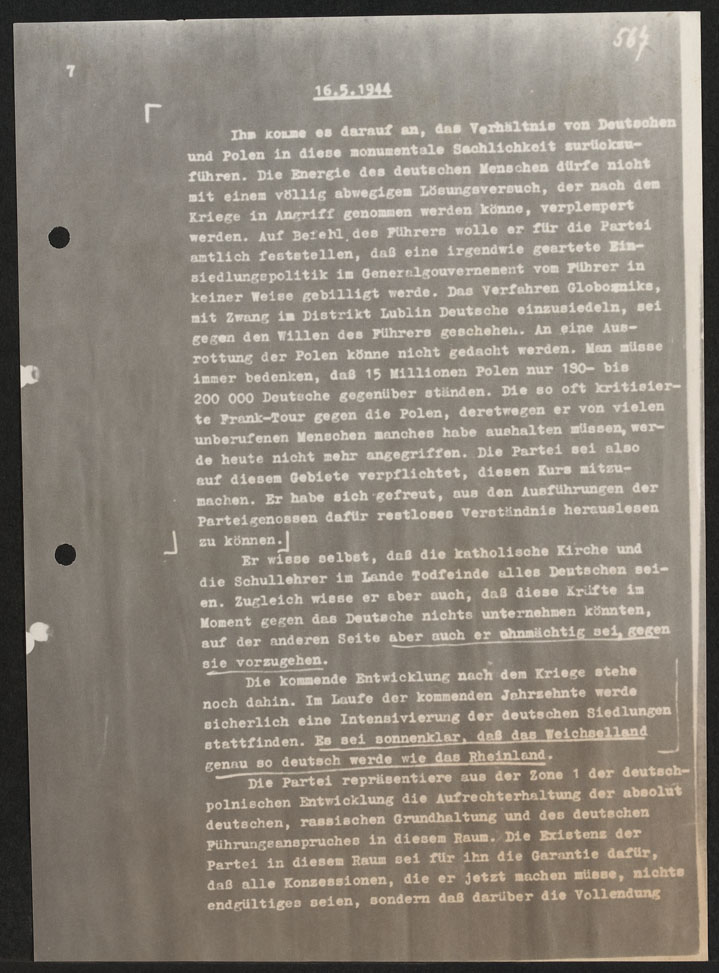 567
7
16.5.1944
Ihm komme es darauf an, das Verhältnis von Deutschen
und Polen in diese monumentale Sachlichkeit zurückzu-
führen. Die Energie des deutschen Menschen dürfe nicht
mit einem völlig abwegigem Lösungsversuch, der nach dem
Kriege in Angriff genommen werden könne, verplempert
werden. Auf Befehl des Führers wolle er für die Partei
amtlich feststellen, daß eine irgendwie geartete Ein-
siedlungspolitik im Generalgouvernement vom Führer in
keiner Weise gebilligt werde. Das Verfahren Globocniks,
mit Zwang im Distrikt Lublin Deutsche einzusiedeln, sei
gegen den Willen des Führers geschehen. An eine Aus-
rottung der Polen könne nicht gedacht werden. Man müsse
immer bedenken, daß 15 Millionen Polen nur 180- bis
200 000 Deutsche gegenüber ständen. Die so oft kritisier-
te Frank-Tour gegen die Polen, deretwegen er von vielen
unberufenen Menschen manches habe aushalten müssen, wer-
de heute nicht mehr angegriffen. Die Partei sei also
auf diesem Gebiete verpflichtet, diesen Kurs mitzu-
machen. Er habe sich gefreut, aus den Ausführungen der
Parteigenossen dafür restloses Verständnis herauslesen
zu können.
Er wisse selbst, daß die katholische Kirche und
die Schullehrer im Lande Todfeinde alles Deutschen sei-
en. Zugleich wisse er aber auch, daß diese Kräfte im
Moment gegen das Deutsche nichts unternehmen könnten,
auf der anderen Seite aber auch er ohnmächtig sei, gegen
sie vorzugehen.
Die kommende Entwicklung nach dem Kriege stehe
noch dahin. Im Laufe der kommenden Jahrzehnte werde
sicherlich eine Intensivierung der deutschen Siedlungen
stattfinden. Es sei sonnenklar, daß das Weichselland
genau so deutsch werde wie das Rheinland.
Die Partei repräsentiere aus der Zone 1 der deutsch-
polnischen Entwicklung die Aufrechterhaltung der absolut
deutschen, rassischen Grundhaltung und des deutschen
Führungsanspruches in diesem Raum. Die Existenz der
Partei in diesem Raum sei für ihn die Garantie dafür,
daß alle Konzessionen, die er jetzt machen müsse, nichts
endgültiges seien, sondern daß darüber die Vollendung